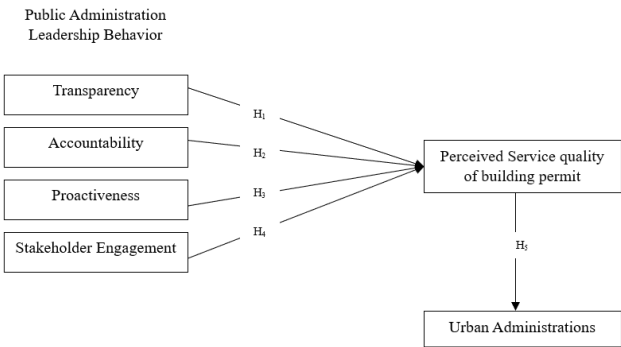 Public Administration
Leadership Behavior
Transparency
Accountability
Proactiveness
Stakeholder Engagement
H₁
H₂
H₃
H₄
Perceived Service quality
of building permit
H₅
Urban Administrations